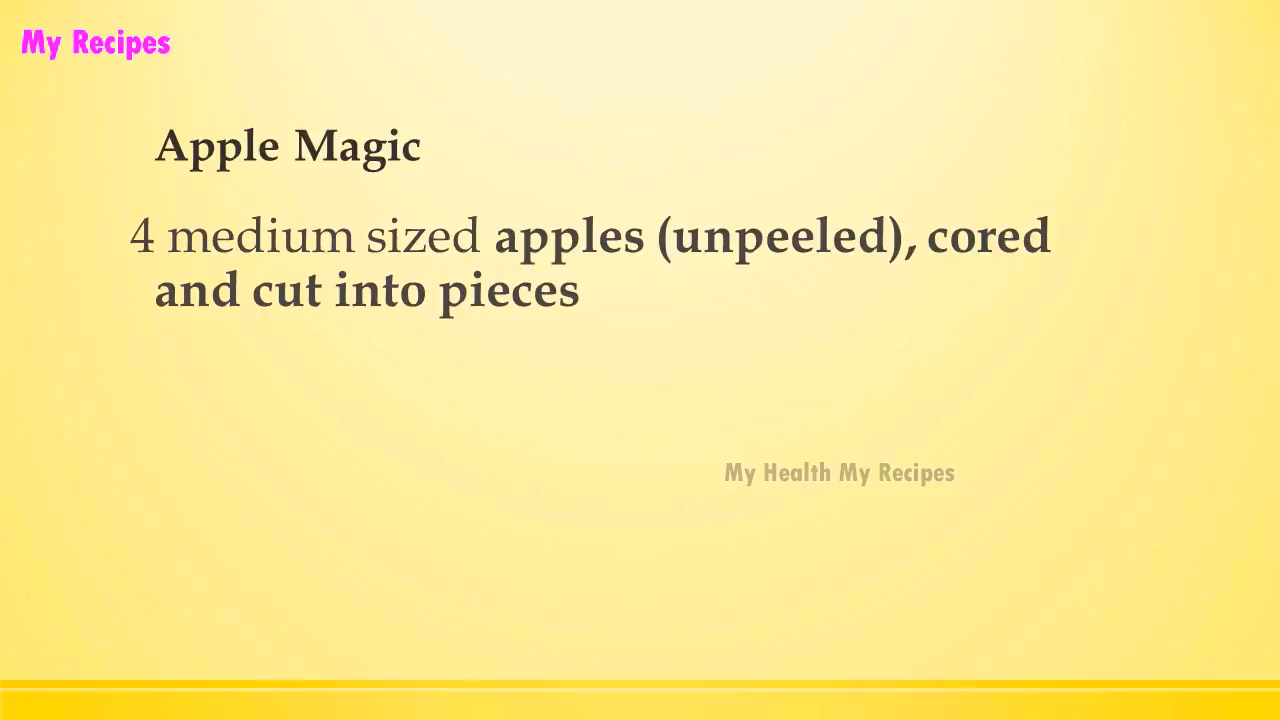 My Recipes
Apple Magic
4 medium sized apples (unpeeled), cored
and cut into pieces
My Health My Recipes